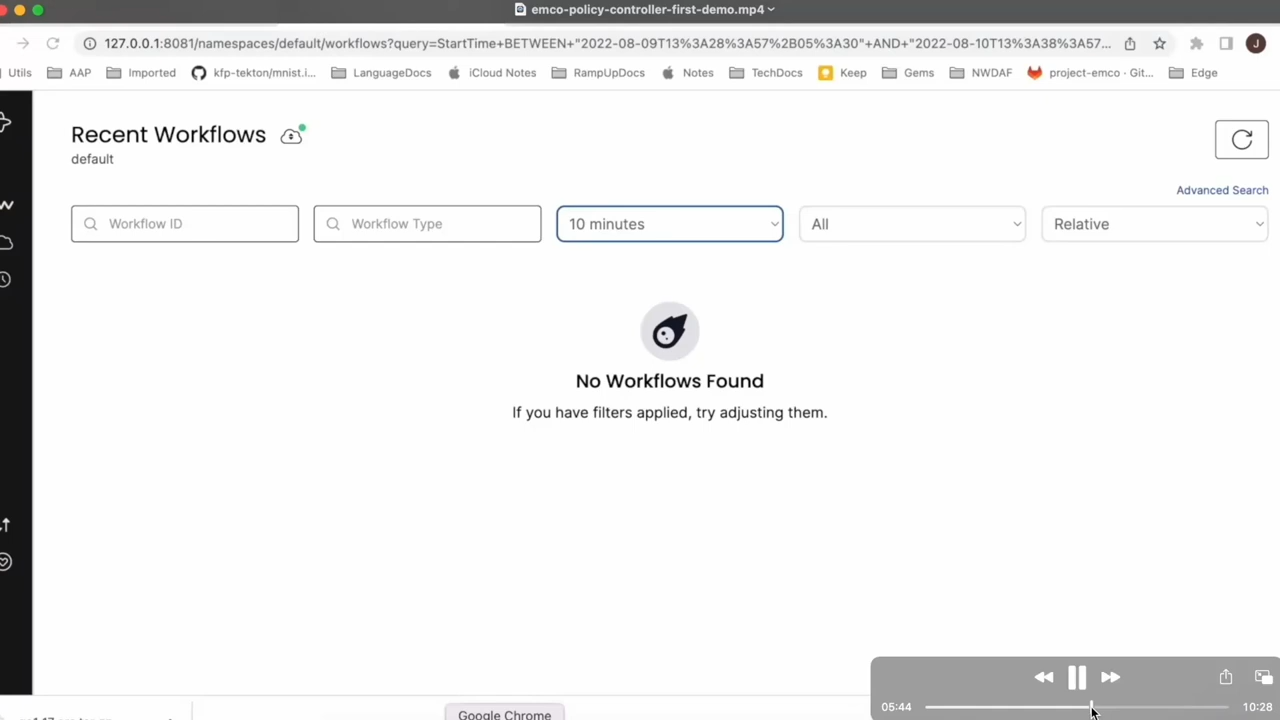 emco-policy-controller-first-demo.mp4
127.0.0.1:8081/namespaces/default/workflows?query=StartTime+BETWEEN+"2022-08-09T13%3A28%3A57%2B05%3A30"+AND+"2022-08-10T13%3A38%3A57...
J
Utils AAP Imported kfp-tekton/mnist.i... LanguageDocs iCloud Notes RampUpDocs Notes TechDocs Keep Gems NWDAF project-emco · Git... Edge
Recent Workflows
default
Advanced Search
Workflow ID Workflow Type 10 minutes All Relative
No Workflows Found
If you have filters applied, try adjusting them.
05:44 10:28
Google Chrome